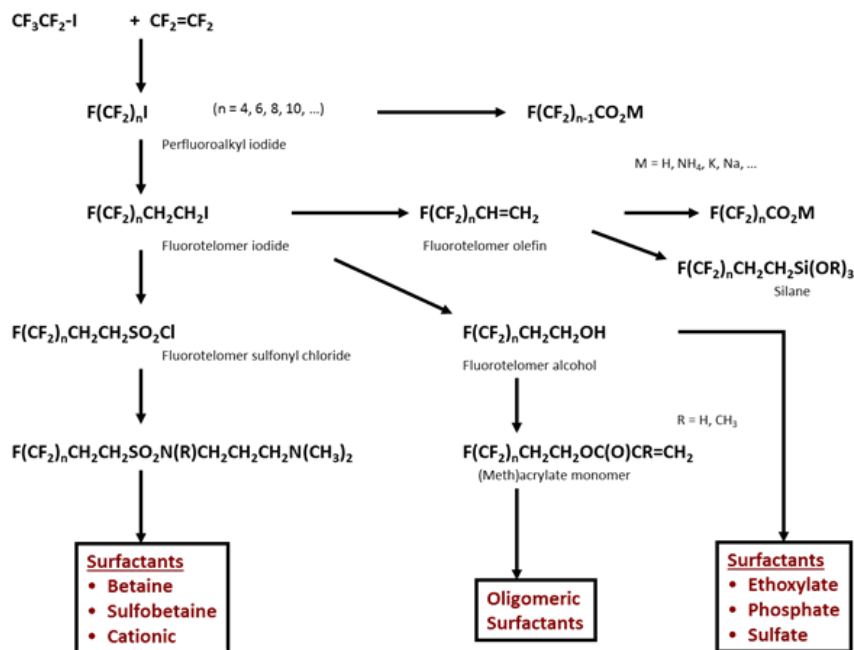 CF₃CF₂-I + CF₂=CF₂
F(CF₂)ₙI (n = 4, 6, 8, 10, ...) F(CF₂)ₙ₋₁CO₂M
Perfluoroalkyl iodide
M = H, NH₄, K, Na, ...
F(CF₂)ₙCH₂CH₂I F(CF₂)ₙCH=CH₂ F(CF₂)ₙCO₂M
Fluorotelomer iodide Fluorotelomer olefin
F(CF₂)ₙCH₂CH₂Si(OR)₃
Silane
F(CF₂)ₙCH₂CH₂SO₂Cl F(CF₂)ₙCH₂CH₂OH
Fluorotelomer sulfonyl chloride Fluorotelomer alcohol
R = H, CH₃
F(CF₂)ₙCH₂CH₂SO₂N(R)CH₂CH₂CH₂N(CH₃)₂ F(CF₂)ₙCH₂CH₂OC(O)CR=CH₂
(Meth)acrylate monomer
Surfactants
• Betaine
• Sulfobetaine
• Cationic
Oligomeric
Surfactants
Surfactants
• Ethoxylate
• Phosphate
• Sulfate